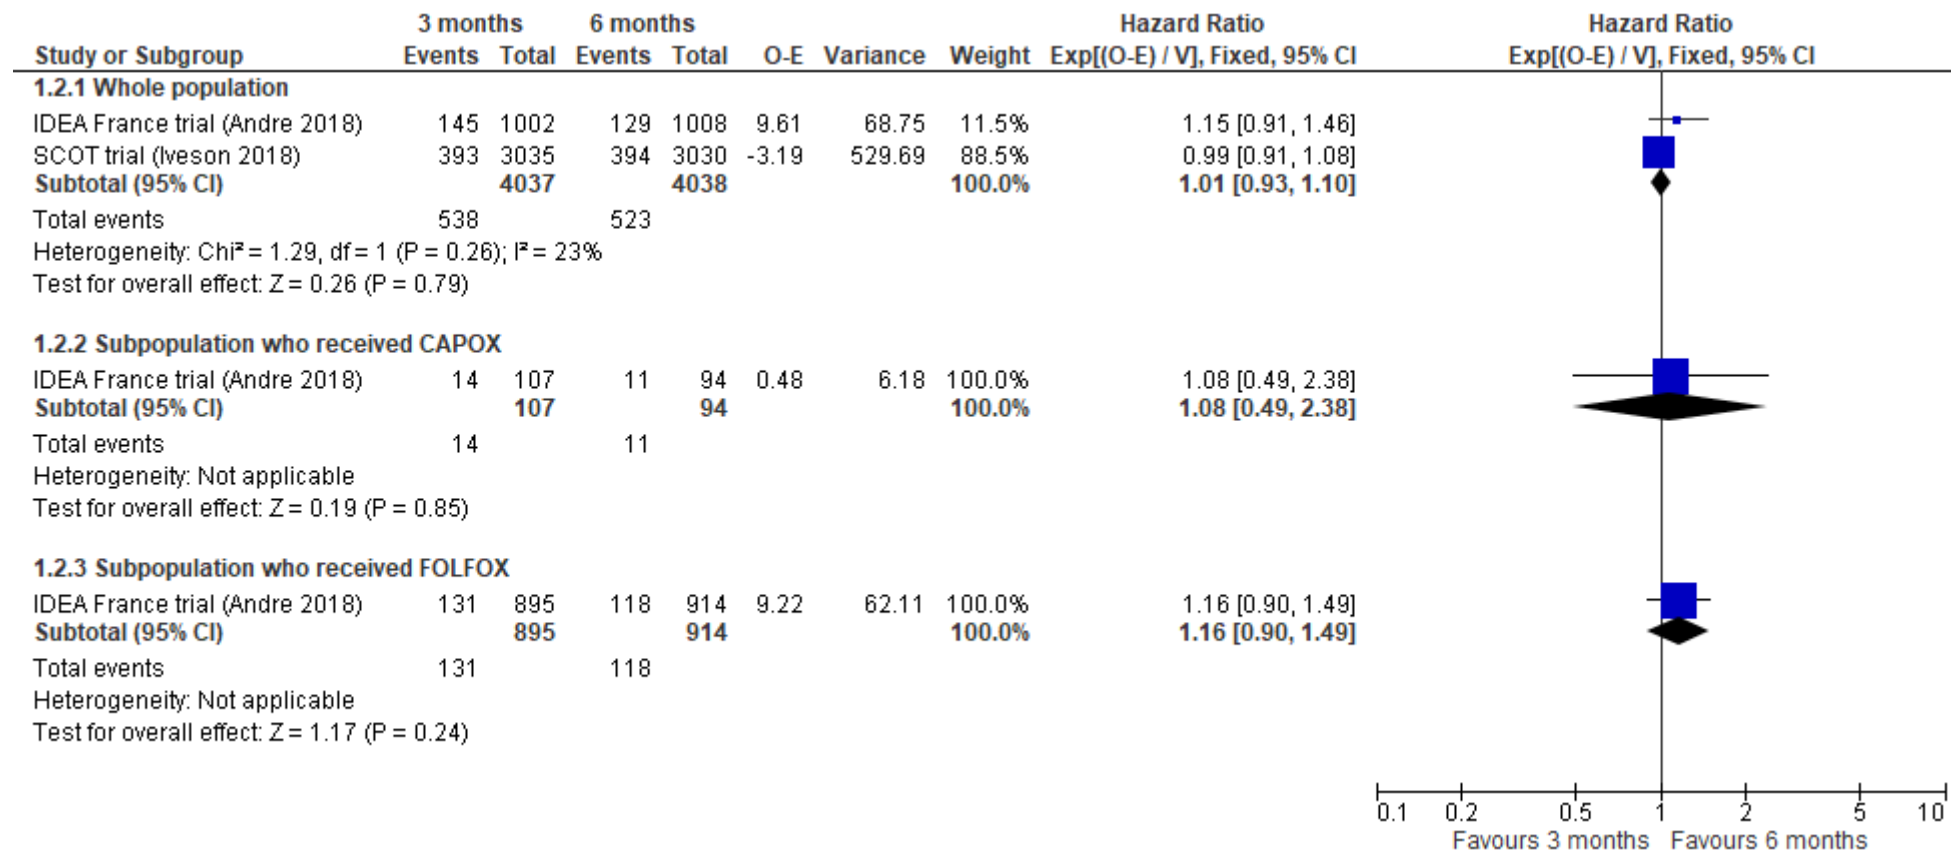 3 months 6 months Hazard Ratio Hazard Ratio
Study or Subgroup Events Total Events Total O-E Variance Weight Exp[(O-E) / V], Fixed, 95% CI Exp[(O-E) / V], Fixed, 95% CI
1.2.1 Whole population
IDEA France trial (Andre 2018) 145 1002 129 1008 9.61 68.75 11.5% 1.15 [0.91, 1.46]
SCOT trial (Iveson 2018) 393 3035 394 3030 -3.19 529.69 88.5% 0.99 [0.91, 1.08]
Subtotal (95% CI) 4037 4038 100.0% 1.01 [0.93, 1.10]
Total events 538 523
Heterogeneity: Chi² = 1.29, df = 1 (P = 0.26); I² = 23%
Test for overall effect: Z = 0.26 (P = 0.79)
1.2.2 Subpopulation who received CAPOX
IDEA France trial (Andre 2018) 14 107 11 94 0.48 6.18 100.0% 1.08 [0.49, 2.38]
Subtotal (95% CI) 107 94 100.0% 1.08 [0.49, 2.38]
Total events 14 11
Heterogeneity: Not applicable
Test for overall effect: Z = 0.19 (P = 0.85)
1.2.3 Subpopulation who received FOLFOX
IDEA France trial (Andre 2018) 131 895 118 914 9.22 62.11 100.0% 1.16 [0.90, 1.49]
Subtotal (95% CI) 895 914 100.0% 1.16 [0.90, 1.49]
Total events 131 118
Heterogeneity: Not applicable
Test for overall effect: Z = 1.17 (P = 0.24)
0.1 0.2 0.5 1 2 5 10
Favours 3 months Favours 6 months